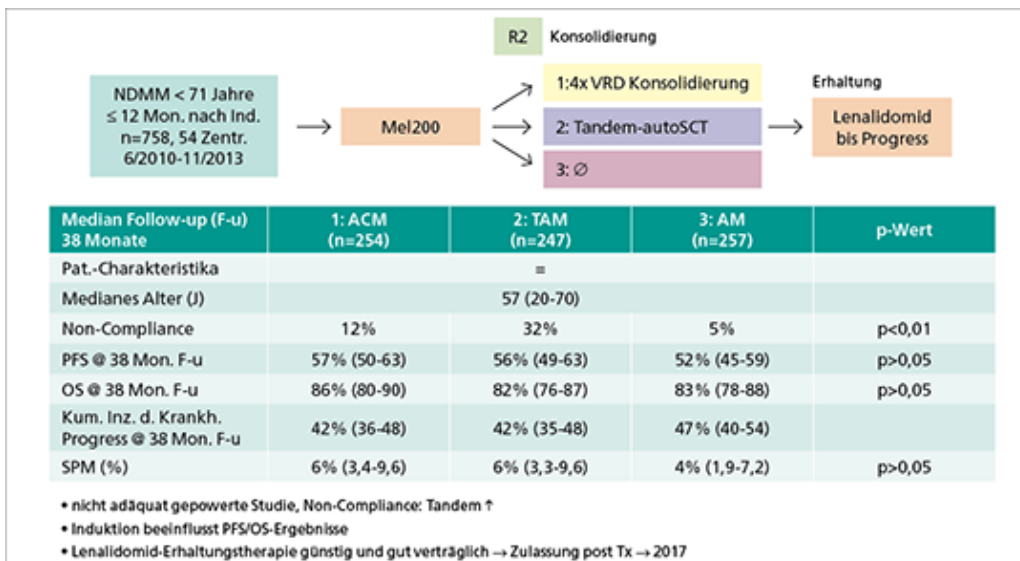 R2 Konsolidierung
NDMM < 71 Jahre
≤ 12 Mon. nach Ind.
n=758, 54 Zentr.
6/2010-11/2013
Mel200
1:4x VRD Konsolidierung
2: Tandem-autoSCT
3: ∅
Erhaltung
Lenalidomid
bis Progress
Median Follow-up (F-u)
38 Monate
1: ACM
(n=254)
2: TAM
(n=247)
3: AM
(n=257)
p-Wert
Pat.-Charakteristika =
Medianes Alter (J) 57 (20-70)
Non-Compliance 12% 32% 5% p<0,01
PFS @ 38 Mon. F-u 57% (50-63) 56% (49-63) 52% (45-59) p>0,05
OS @ 38 Mon. F-u 86% (80-90) 82% (76-87) 83% (78-88) p>0,05
Kum. Inz. d. Krankh.
Progress @ 38 Mon. F-u 42% (36-48) 42% (35-48) 47% (40-54)
SPM (%) 6% (3,4-9,6) 6% (3,3-9,6) 4% (1,9-7,2) p>0,05
• nicht adäquat gepowerte Studie, Non-Compliance: Tandem ↑
• Induktion beeinflusst PFS/OS-Ergebnisse
• Lenalidomid-Erhaltungstherapie günstig und gut verträglich → Zulassung post Tx → 2017